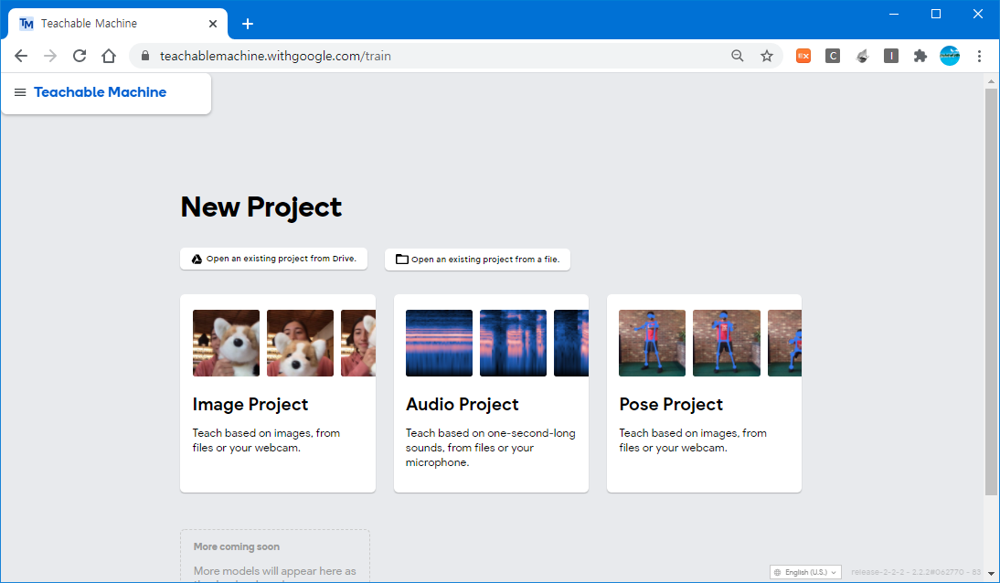 TM Teachable Machine
teachablemachine.withgoogle.com/train
C
I
Teachable Machine
New Project
Open an existing project from Drive.
Open an existing project from a file.
Image Project
Teach based on images, from
files or your webcam.
Audio Project
Teach based on one-second-long
sounds, from files or your
microphone.
Pose Project
Teach based on images, from
files or your webcam.
More coming soon
More models will appear here as
English (U.S.)
release-2-2-2 - 2.2.2#062770 - 83